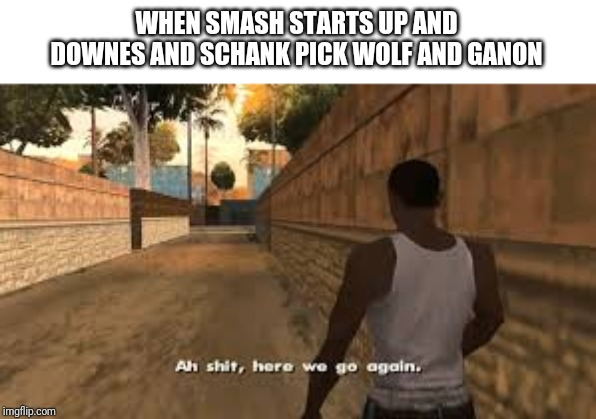 WHEN SMASH STARTS UP AND
DOWNES AND SCHANK PICK WOLF AND GANON
Ah shit, here we go again.
imgflip.com